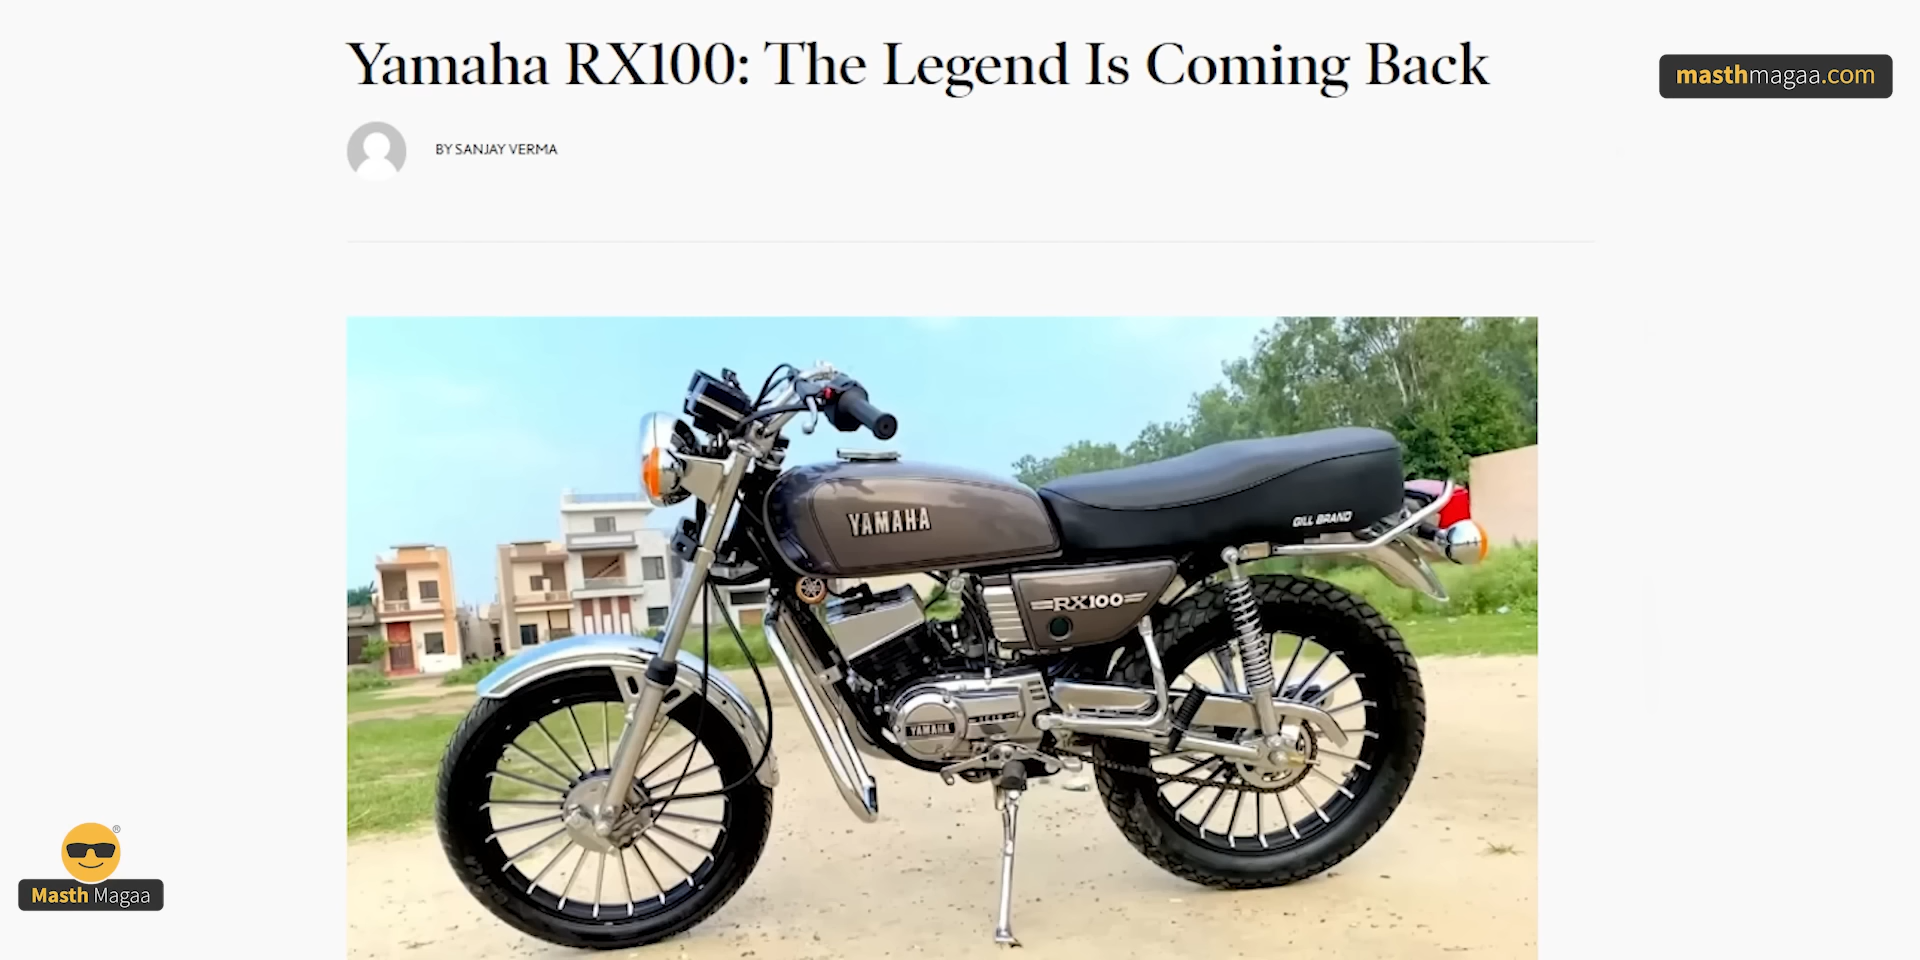 Yamaha RX100: The Legend Is Coming Back
masthmagaa.com
BY SANJAY VERMA
YAMAHA
GILL BRAND
RX100
YAMAHA
®
Masth Magaa